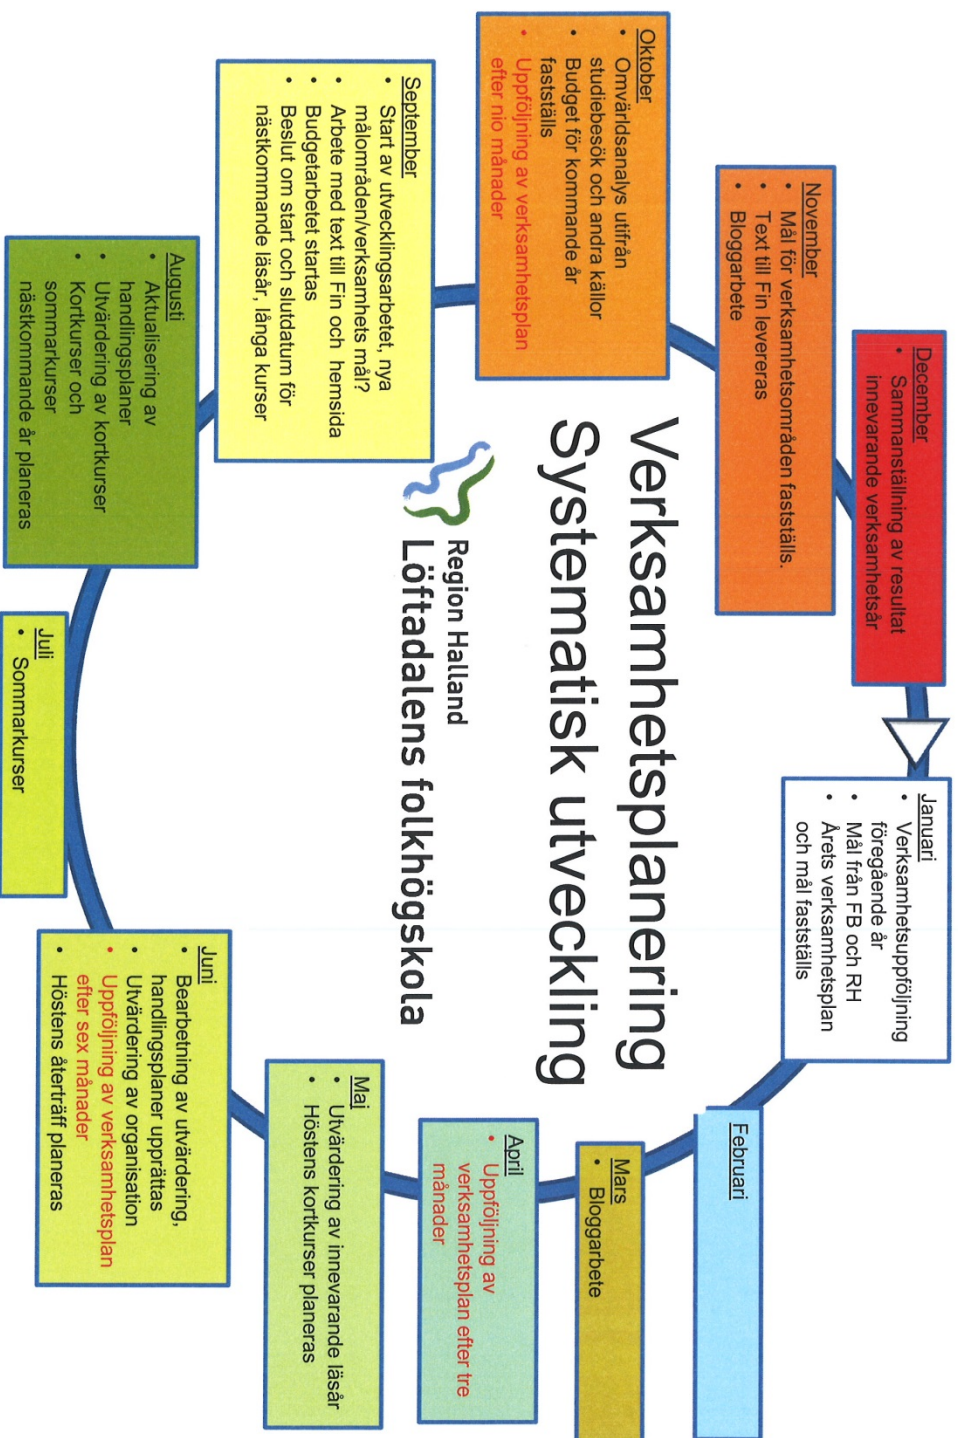 Verksamhetsplanering
Systematisk utveckling
Region Halland
Löftadalens folkhögskola
Januari
• Verksamhetsuppföljning
föregående år
• Mål från FB och RH
• Årets verksamhetsplan
och mål fastställs
Februari
Mars
• Bloggarbete
April
• Uppföljning av
verksamhetsplan efter tre
månader
Maj
• Utvärdering av innevarande läsår
• Höstens kortkurser planeras
Juni
• Bearbetning av utvärdering,
handlingsplaner upprättas
• Utvärdering av organisation
• Uppföljning av verksamhetsplan
efter sex månader
• Höstens återträff planeras
Juli
• Sommarkurser
Augusti
• Aktualisering av
handlingsplaner
• Utvärdering av kortkurser
• Kortkurser och
sommarkurser
nästkommande år planeras
September
• Start av utvecklingsarbetet, nya
målområden/verksamhets mål?
• Arbete med text till Fin och hemsida
• Budgetarbetet startas
• Beslut om start och slutdatum för
nästkommande läsår, långa kurser
Oktober
• Omvärldsanalys utifrån
studiebesök och andra källor
• Budget för kommande år
fastställs
• Uppföljning av verksamhetsplan
efter nio månader
November
• Mål för verksamhetsområden fastställs.
• Text till Fin levereras
• Bloggarbete
December
• Sammanställning av resultat
innevarande verksamhetsår